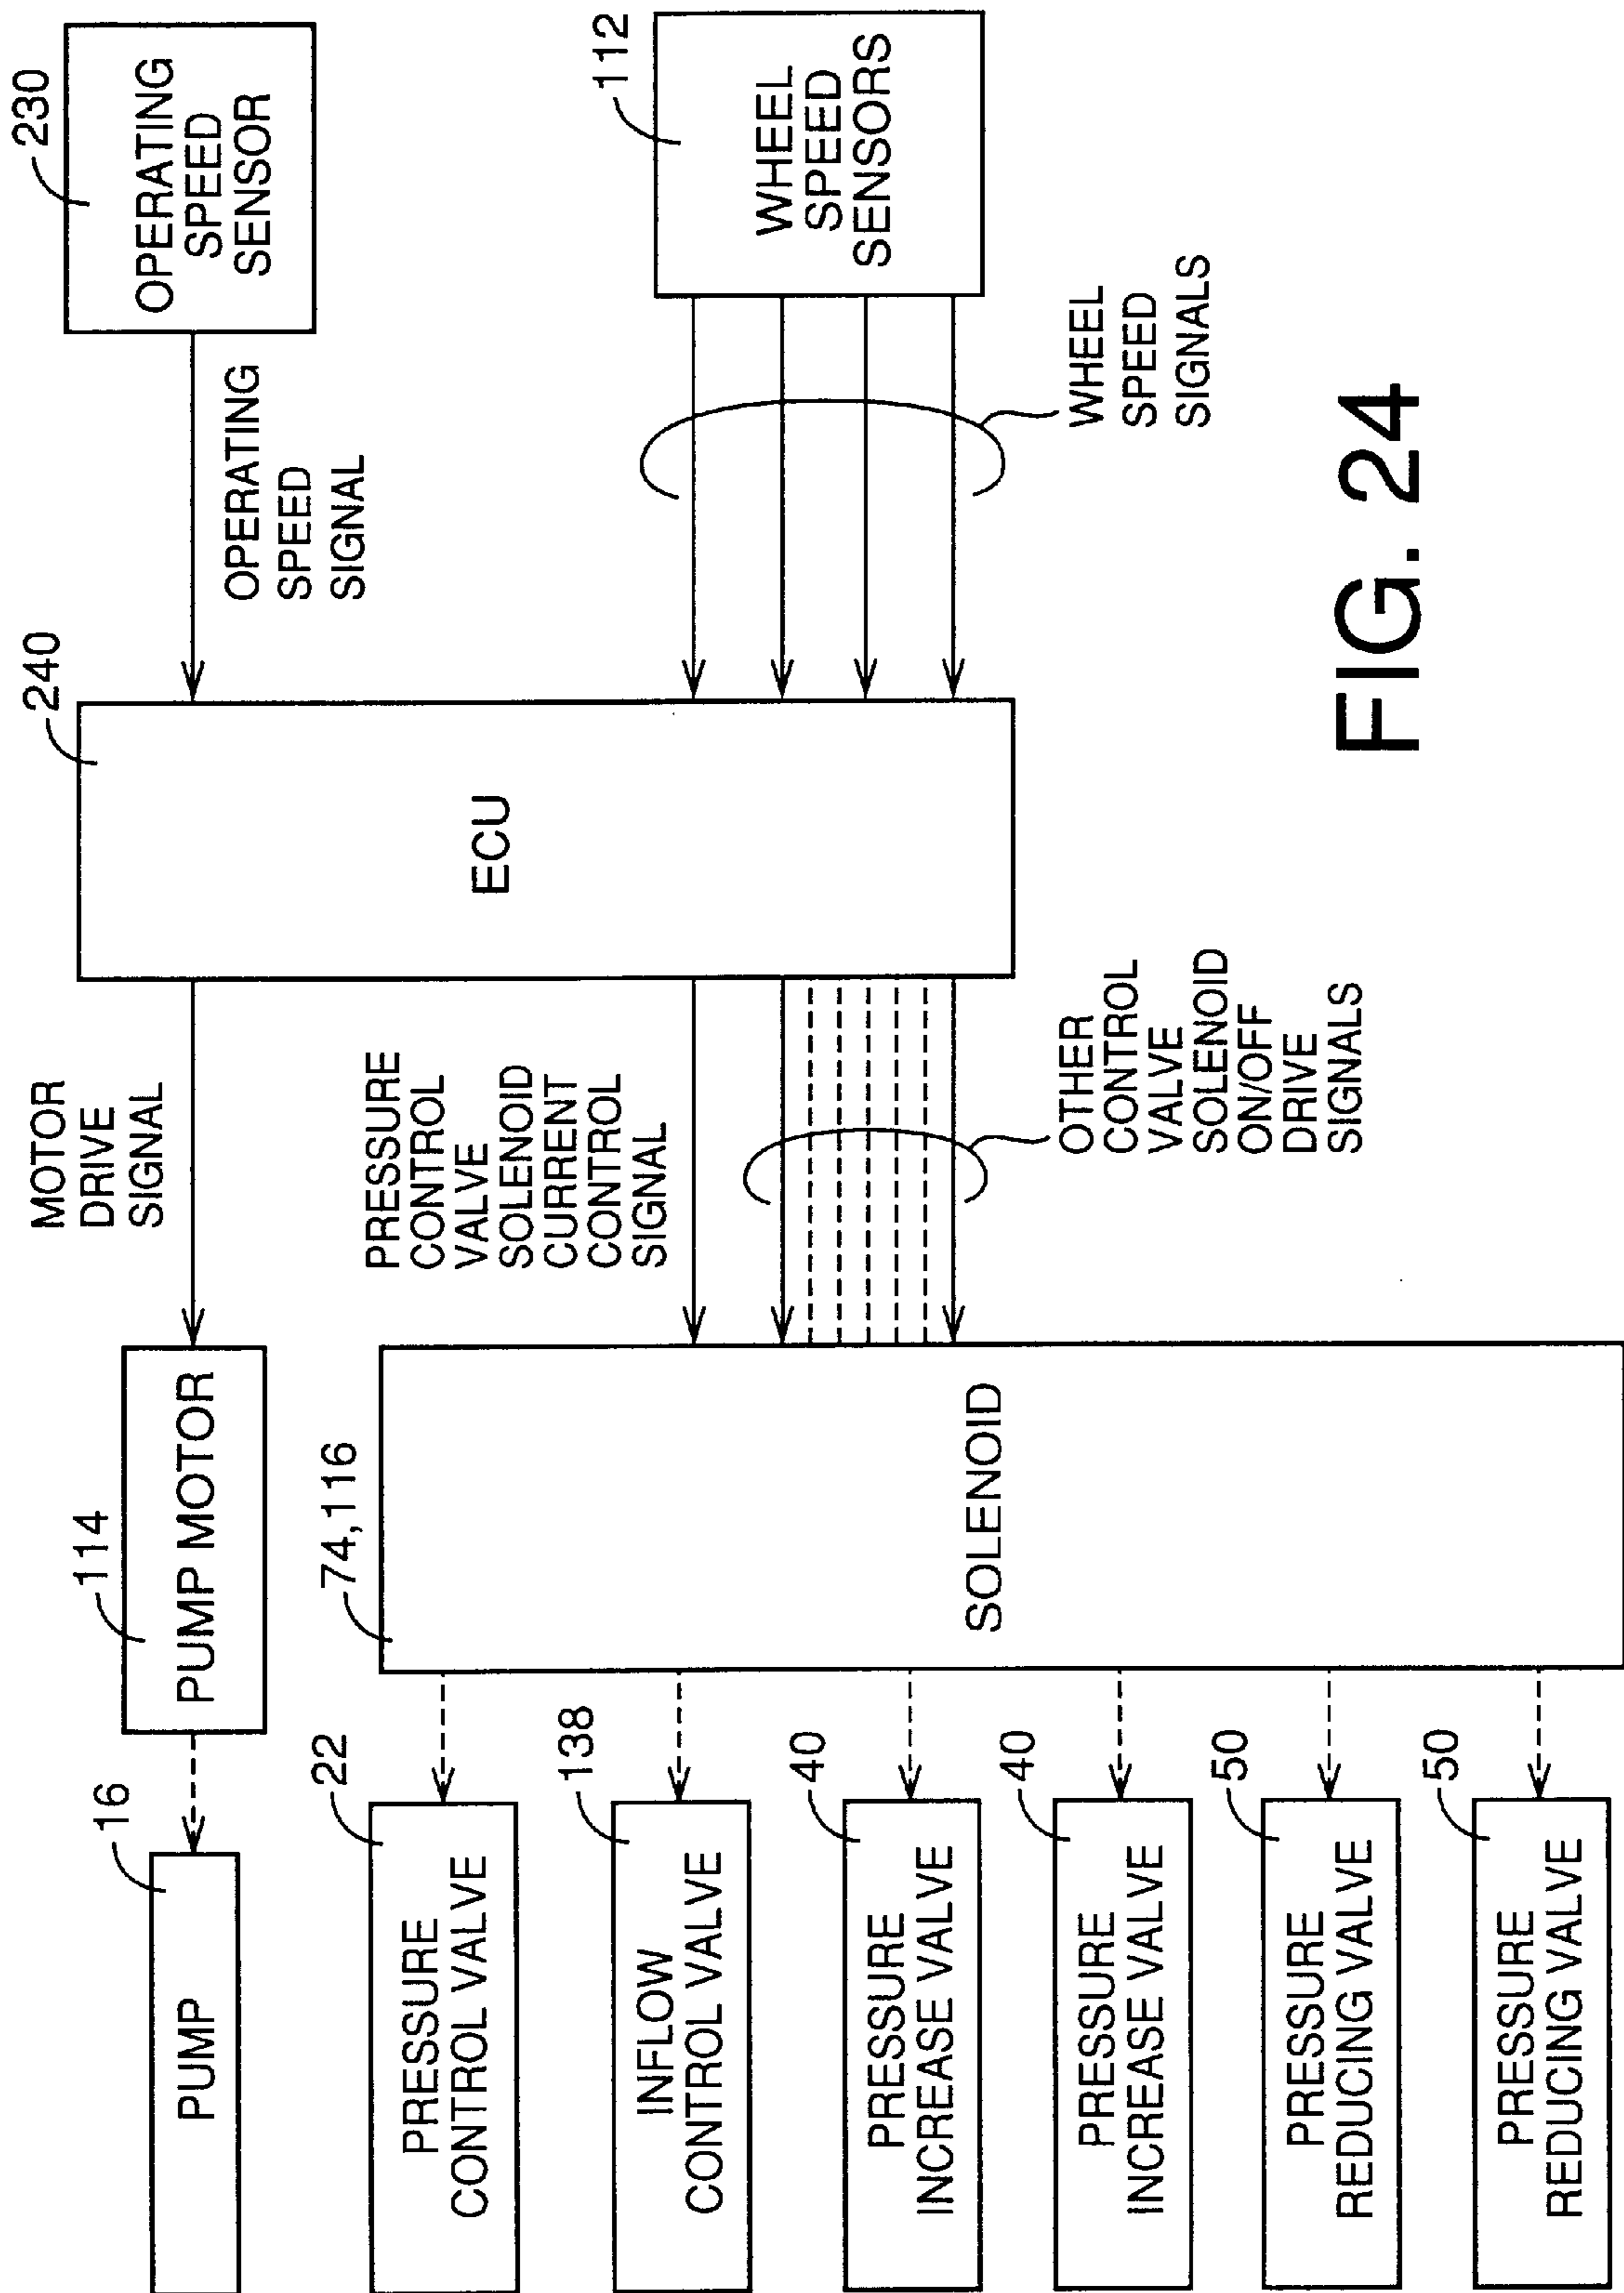 230
OPERATING
SPEED
SENSOR
OPERATING
SPEED
SIGNAL
112
WHEEL
SPEED
SENSORS
WHEEL
SPEED
SIGNALS
240
ECU
MOTOR
DRIVE
SIGNAL
PRESSURE
CONTROL
VALVE
SOLENOID
CURRENT
CONTROL
SIGNAL
OTHER
CONTROL
VALVE
SOLENOID
ON/OFF
DRIVE
SIGNALS
114
PUMP MOTOR
74,116
SOLENOID
16
PUMP
22
PRESSURE
CONTROL VALVE
138
INFLOW
CONTROL VALVE
40
PRESSURE
INCREASE VALVE
40
PRESSURE
INCREASE VALVE
50
PRESSURE
REDUCING VALVE
50
PRESSURE
REDUCING VALVE
FIG. 24